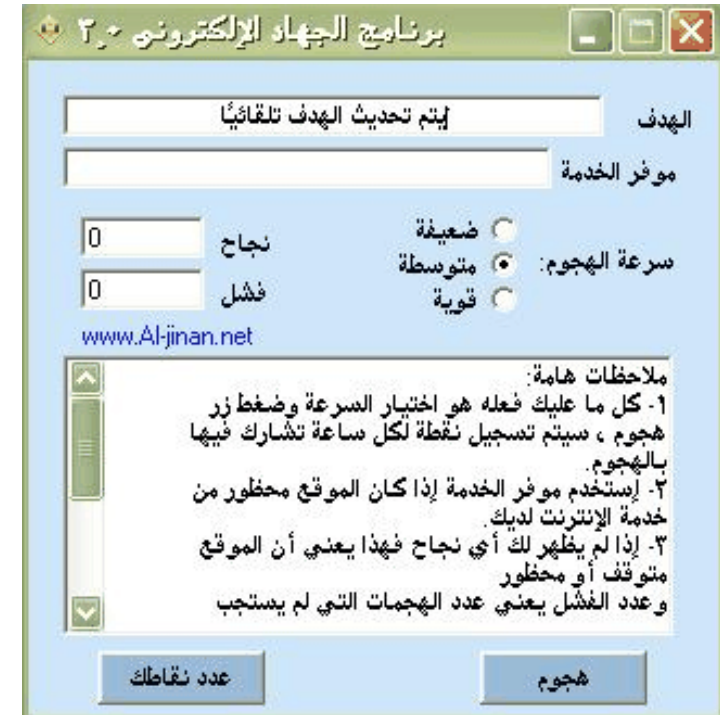 برنامج الجهاد الإلكتروني ٢,٠
الهدف
يتم تحديث الهدف تلقائيًا
موفر الخدمة
سرعة الهجوم:
ضعيفة
متوسطة
قوية
نجاح
0
فشل
0
www.Al-jinan.net
ملاحظات هامة:
١- كل ما عليك فعله هو اختيار السرعة وضغط زر
هجوم ، سيتم تسجيل نقطة لكل ساعة تشارك فيها
بالهجوم.
٢- إستخدم موفر الخدمة إذا كان الموقع محظور من
خدمة الإنترنت لديك.
٣- إذا لم يظهر لك أي نجاح فهذا يعني أن الموقع
متوقف أو محظور
وعدد الفشل يعني عدد الهجمات التي لم يستجب
هجوم
عدد نقاطك